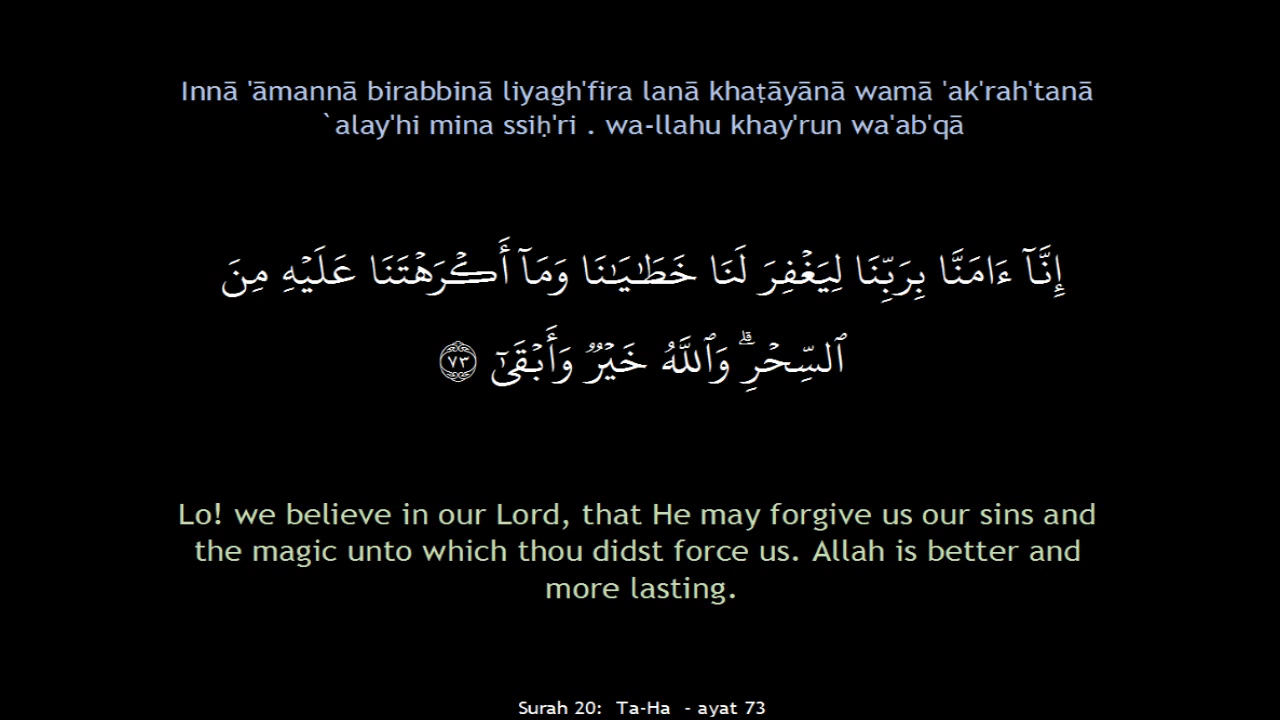 Innā 'āmannā birabbinā liyagh'fira lanā khaṭāyānā wamā 'ak'rah'tanā
`alay'hi mina ssiḥ'ri . wa-llahu khay'run wa'ab'qā
إِنَّآ ءَامَنَّا بِرَبِّنَا لِيَغْفِرَ لَنَا خَطَـٰيَـٰنَا وَمَآ أَكْرَهْتَنَا عَلَيْهِ مِنَ
ٱلسِّحْرِ ۗ وَٱللَّهُ خَيْرٌ وَأَبْقَىٰٓ ﴿٧٣﴾
Lo! we believe in our Lord, that He may forgive us our sins and
the magic unto which thou didst force us. Allah is better and
more lasting.
Surah 20: Ta-Ha - ayat 73